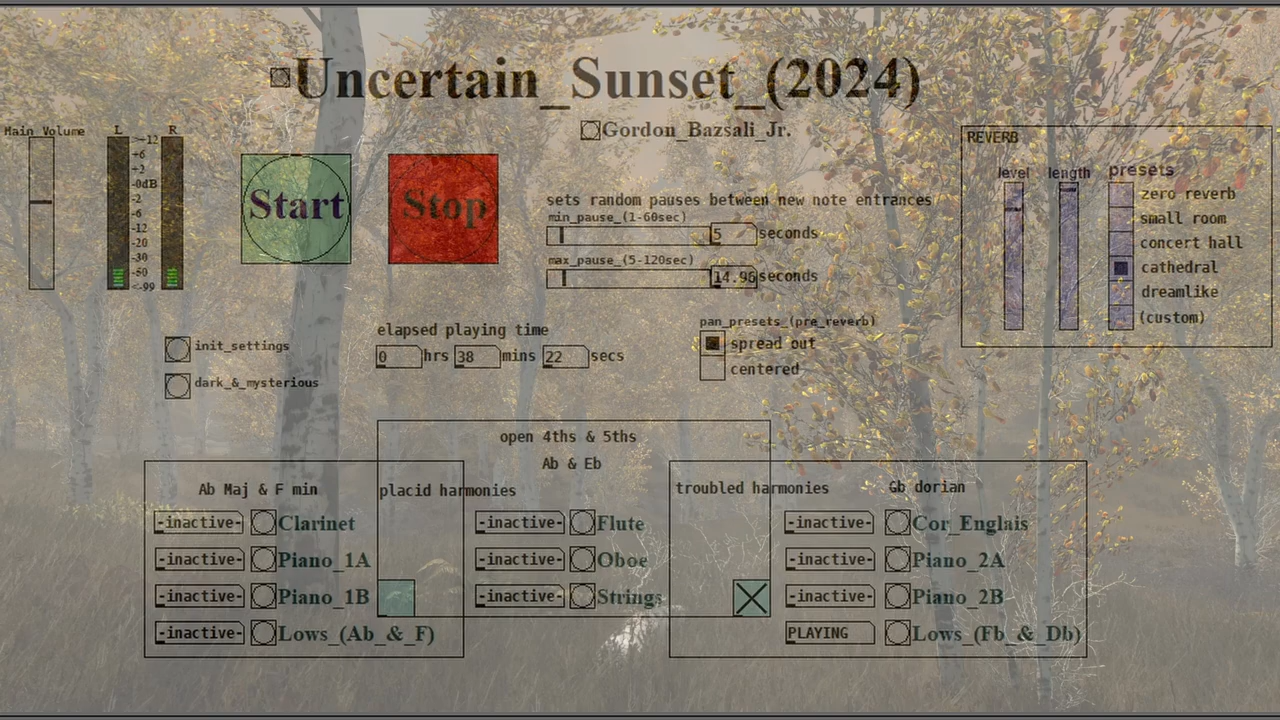 Uncertain_Sunset_(2024)
Gordon_Bazsali_Jr.
Main Volume
L R
>+12
+6
+2
-0dB
-2
-6
-12
-20
-30
-50
<-99
Start
Stop
sets random pauses between new note entrances
min_pause_(1-60sec)
5 seconds
max_pause_(5-120sec)
14.96 seconds
REVERB
level length presets
zero reverb
small room
concert hall
cathedral
dreamlike
(custom)
init_settings
dark_&_mysterious
elapsed playing time
0 hrs 38 mins 22 secs
pan_presets_(pre_reverb)
spread out
centered
open 4ths & 5ths
Ab & Eb
Ab Maj & F min
placid harmonies
troubled harmonies
Gb dorian
-inactive- Clarinet
-inactive- Piano_1A
-inactive- Piano_1B
-inactive- Lows_(Ab_&_F)
-inactive- Flute
-inactive- Oboe
-inactive- Strings
-inactive- Cor_Englais
-inactive- Piano_2A
-inactive- Piano_2B
PLAYING Lows_(Fb_&_Db)